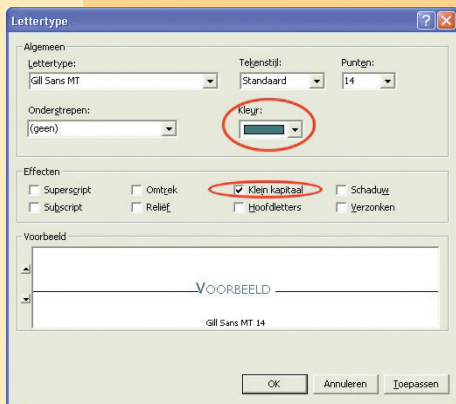 Lettertype
Algemeen
Lettertype: Tekenstijl: Punten:
Gill Sans MT Standaard 14
Onderstrepen: Kleur:
(geen)
Effecten
Superscript Omtrek Klein kapitaal Schaduw
Subscript Reliëf Hoofdletters Verzonken
Voorbeeld
VOORBEELD
Gill Sans MT 14
OK Annuleren Toepassen